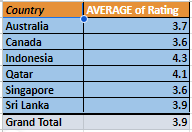 Country AVERAGE of Rating
Australia 3.7
Canada 3.6
Indonesia 4.3
Qatar 4.1
Singapore 3.6
Sri Lanka 3.9
Grand Total 3.9